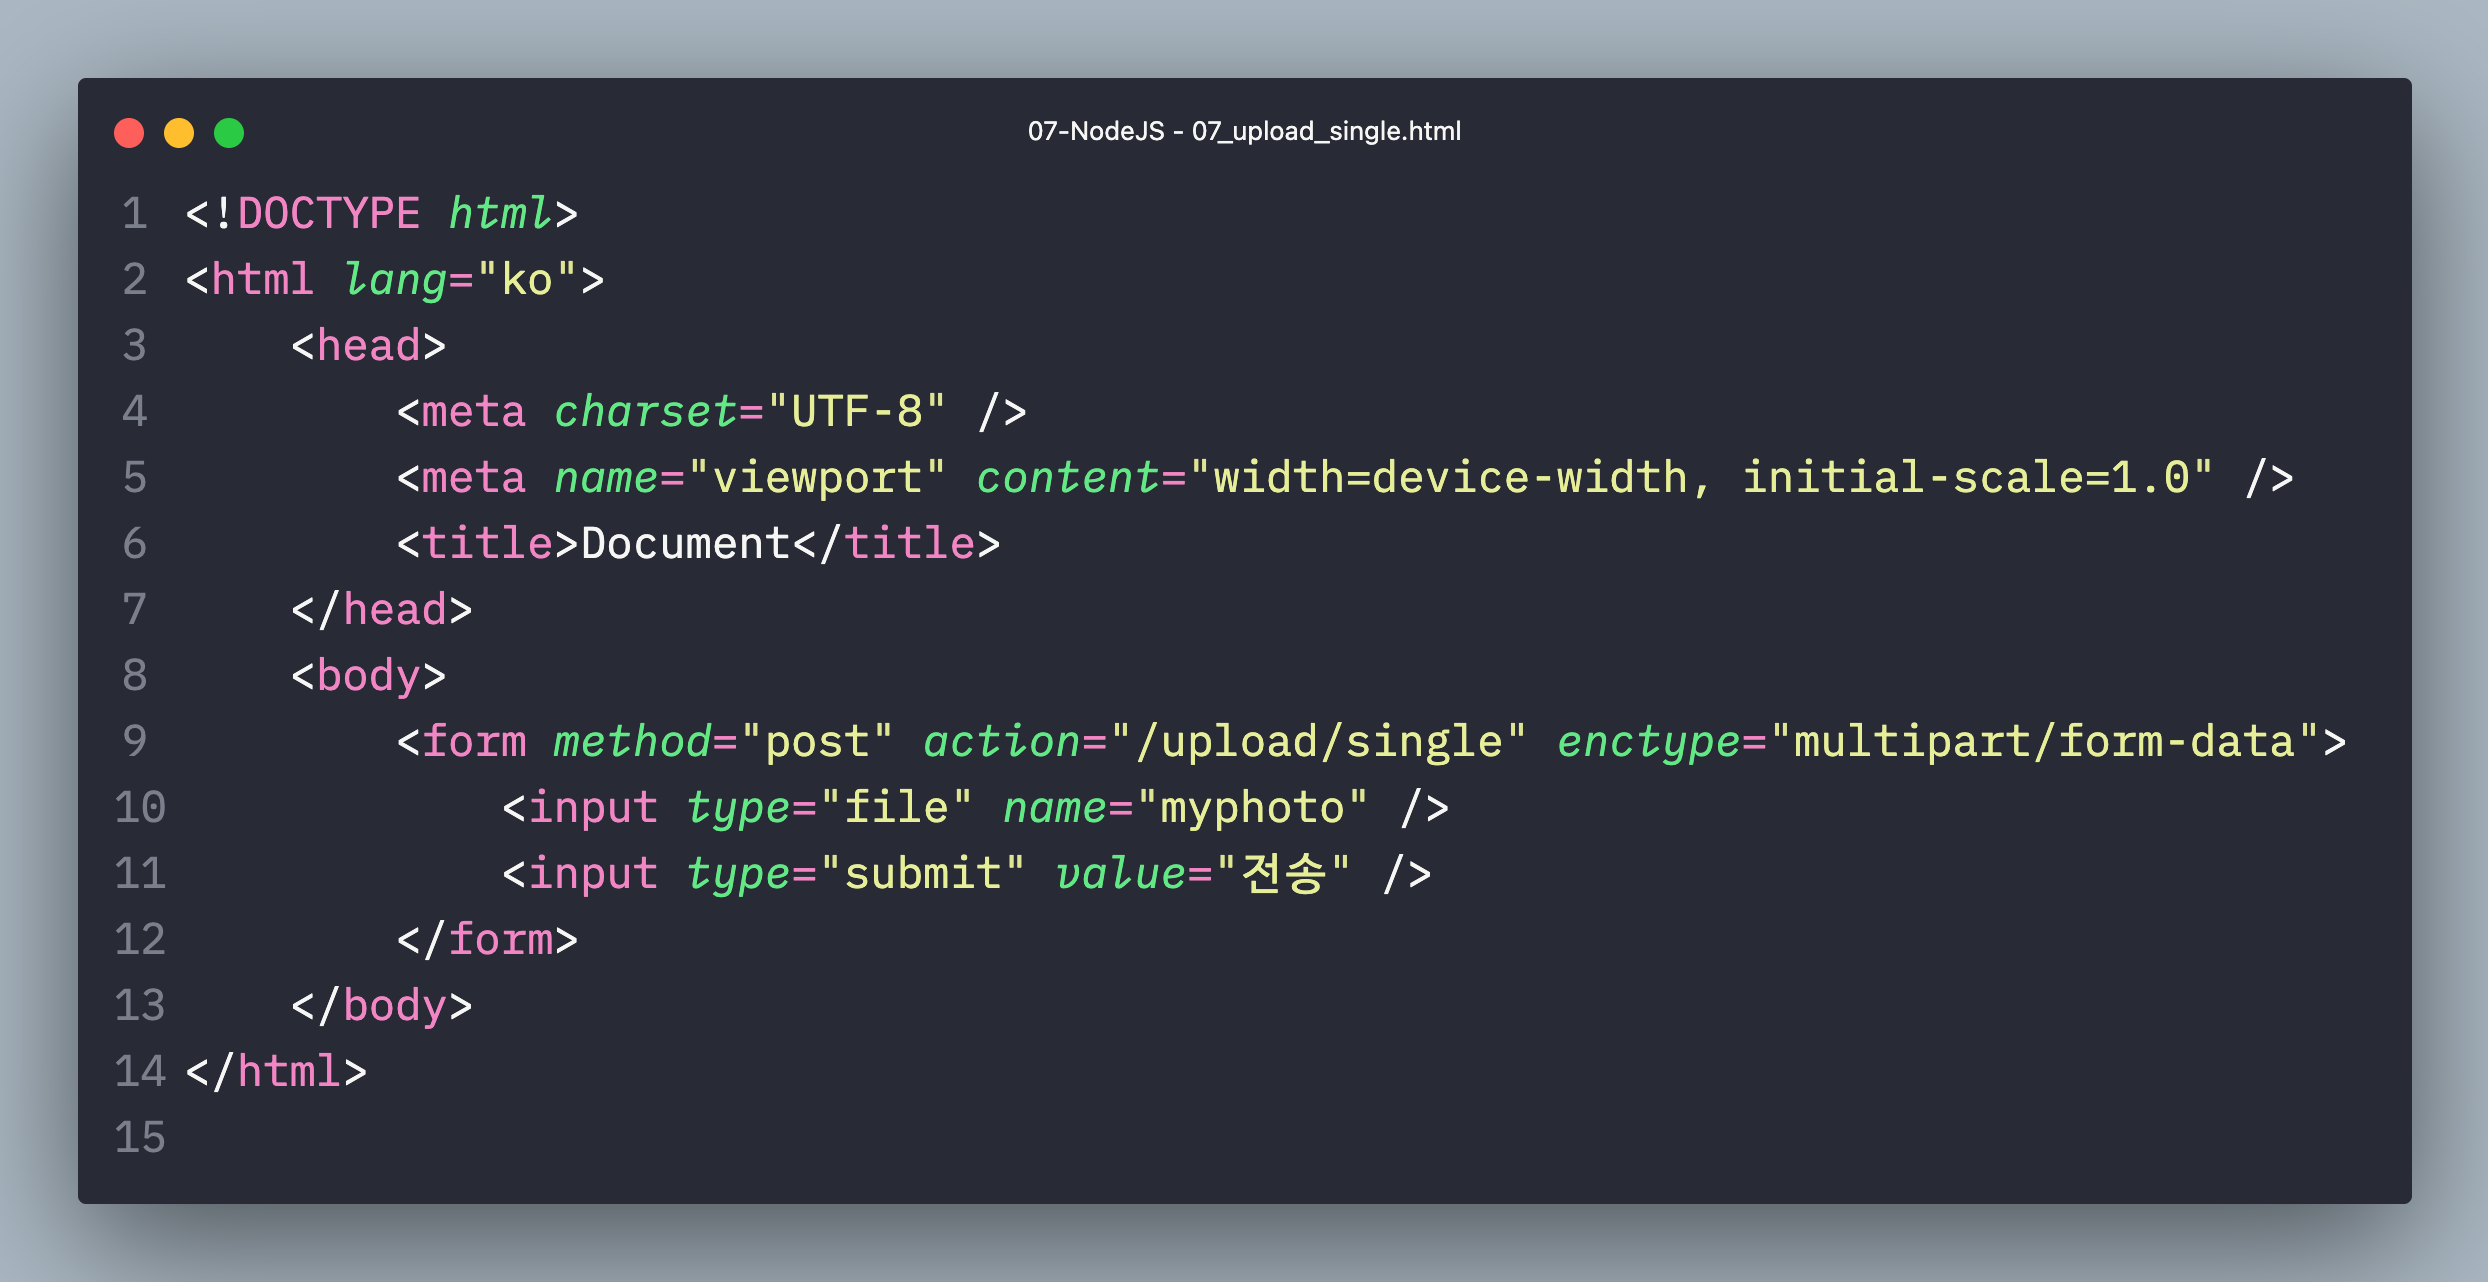 07-NodeJS - 07_upload_single.html
1 <!DOCTYPE html>
2 <html lang="ko">
3     <head>
4         <meta charset="UTF-8" />
5         <meta name="viewport" content="width=device-width, initial-scale=1.0" />
6         <title>Document</title>
7     </head>
8     <body>
9         <form method="post" action="/upload/single" enctype="multipart/form-data">
10             <input type="file" name="myphoto" />
11             <input type="submit" value="전송" />
12         </form>
13     </body>
14 </html>
15